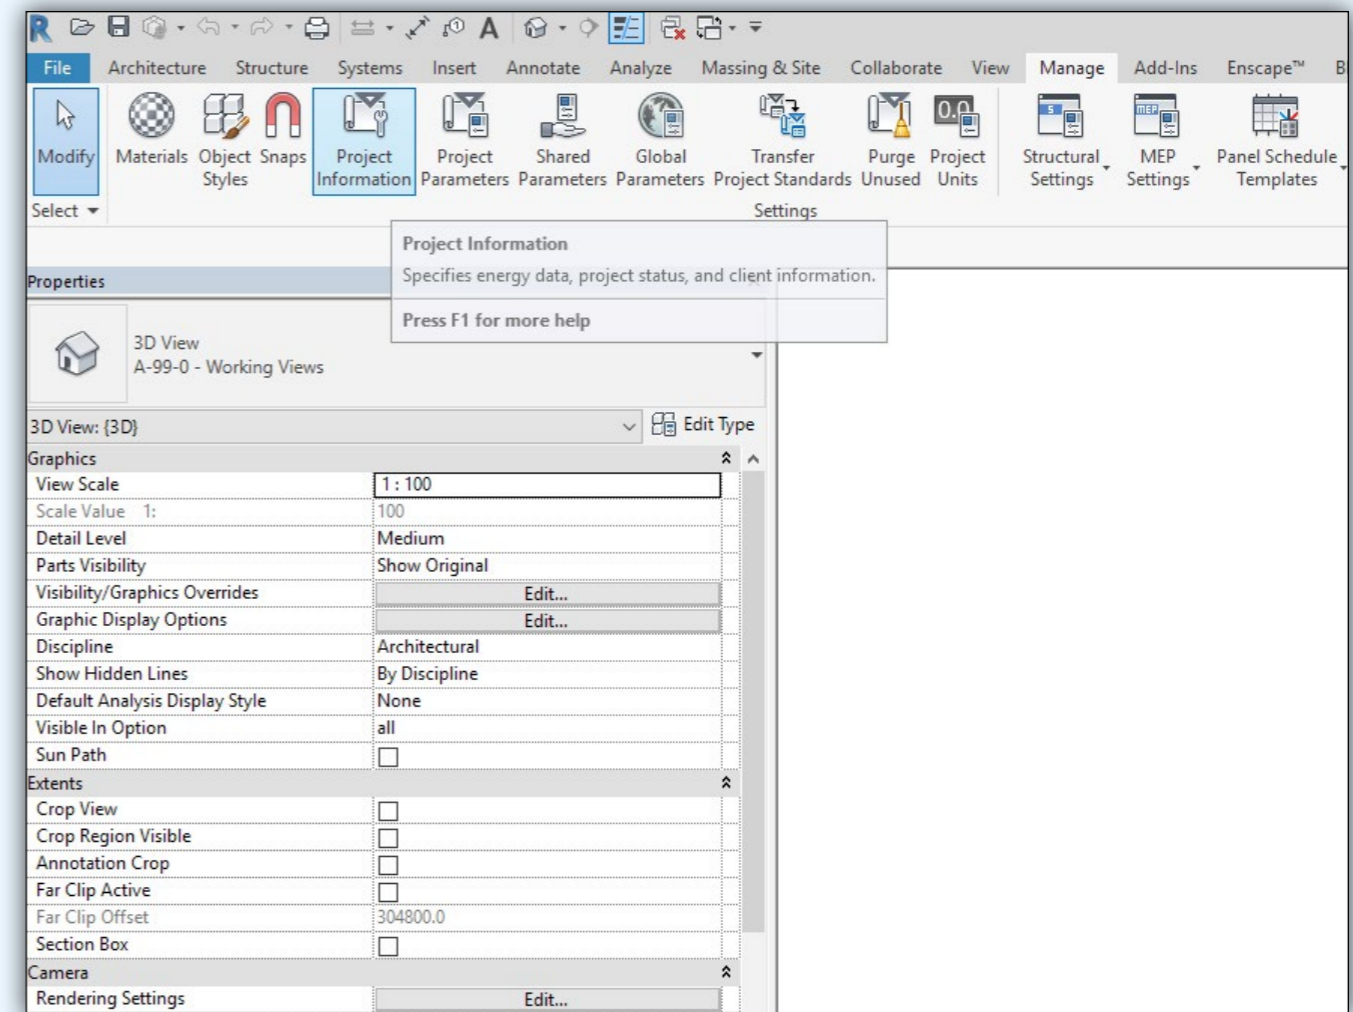 File Architecture Structure Systems Insert Annotate Analyze Massing & Site Collaborate View Manage Add-Ins Enscape™
Modify Materials Object Styles Snaps Project Information Project Parameters Shared Parameters Global Parameters Transfer Project Standards Purge Unused Project Units Structural Settings MEP Settings Panel Schedule Templates
Select Settings
Project Information
Specifies energy data, project status, and client information.
Press F1 for more help
Properties
3D View
A-99-0 - Working Views
3D View: {3D} Edit Type
Graphics
View Scale 1 : 100
Scale Value 1: 100
Detail Level Medium
Parts Visibility Show Original
Visibility/Graphics Overrides Edit...
Graphic Display Options Edit...
Discipline Architectural
Show Hidden Lines By Discipline
Default Analysis Display Style None
Visible In Option all
Sun Path
Extents
Crop View
Crop Region Visible
Annotation Crop
Far Clip Active
Far Clip Offset 304800.0
Section Box
Camera
Rendering Settings Edit...